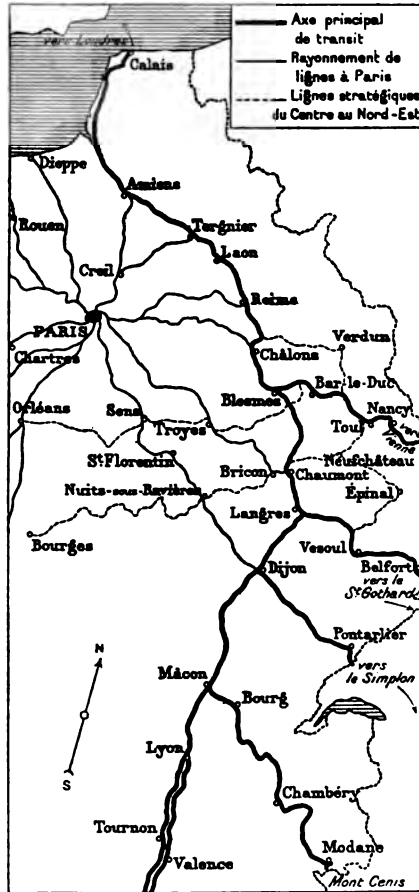 vers Londres
Axe principal
de transit
Rayonnement de
lignes à Paris
Lignes stratégiques
du Centre au Nord-Est
Calais
Dieppe
Amiens
Rouen
Tergnier
Laon
Creil
Reims
PARIS
Verdun
Châlons
Chartres
Blesmes
Bar-le-Duc
Orléans
Sens
Nancy
Troyes
Toul
vers
Vienne
St Florentin
Neufchâteau
Bricon
Chaumont
Nuits-sous-Ravières
Épinal
Langres
Bourges
Vesoul
Dijon
Belfort
vers le
St Gothard
Pontarlier
N
vers
le Simplon
Mâcon
Bourg
S
Lyon
Chambéry
Tournon
Modane
Valence
Mont Cenis